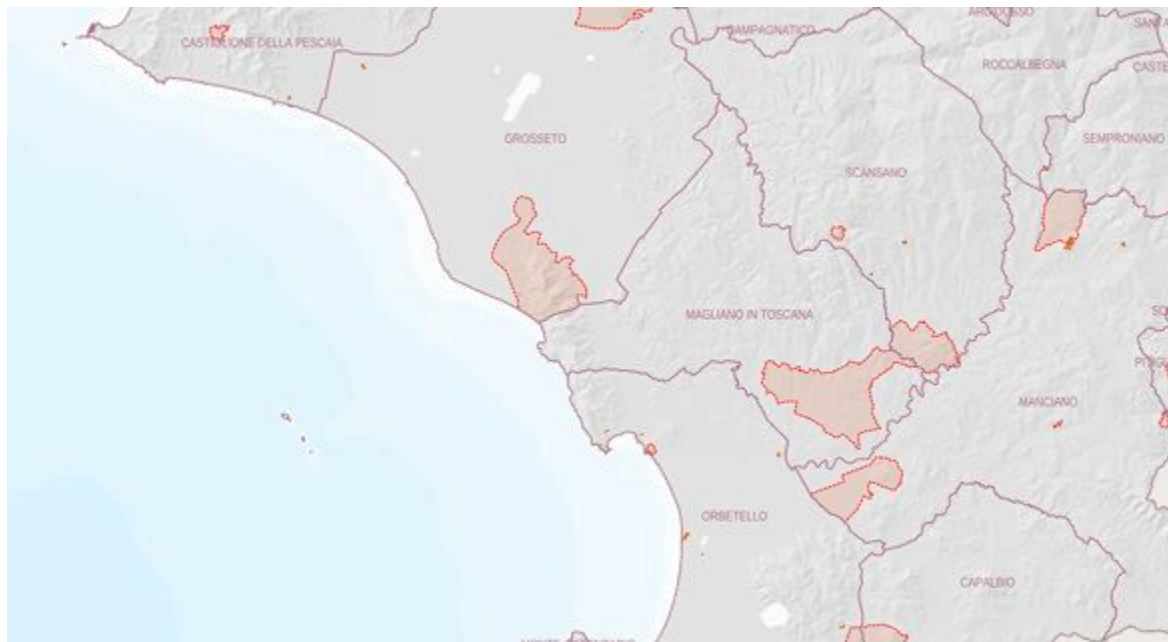 CAMPAGNATICO
CASTIGLIONE DELLA PESCAIA
ROCCALBEGNA
GROSSETO
SEMPRONIANO
SCANSANO
MAGLIANO IN TOSCANA
MANCIANO
ORBETELLO
CAPALBIO